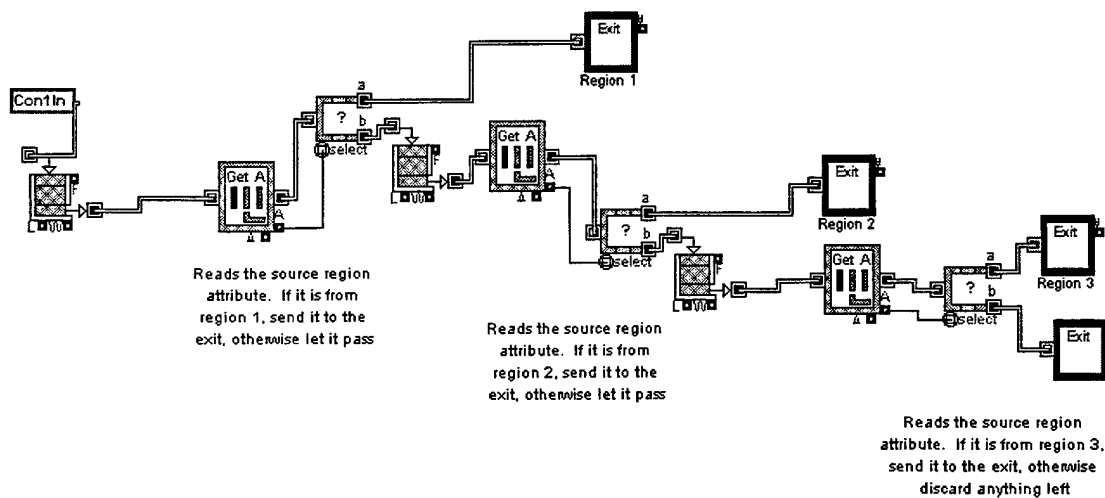 Exit
Region 1
Con1In
a
?
b
select
F
L
Get A
A
Δ
F
L
Get A
A
Δ
a
?
b
select
Exit
Region 2
F
L
Get A
A
Δ
a
?
b
select
Exit
Region 3
Exit
Reads the source region
attribute. If it is from
region 1, send it to the
exit, otherwise let it pass
Reads the source region
attribute. If it is from
region 2, send it to the
exit, otherwise let it pass
Reads the source region
attribute. If it is from region 3,
send it to the exit, otherwise
discard anything left